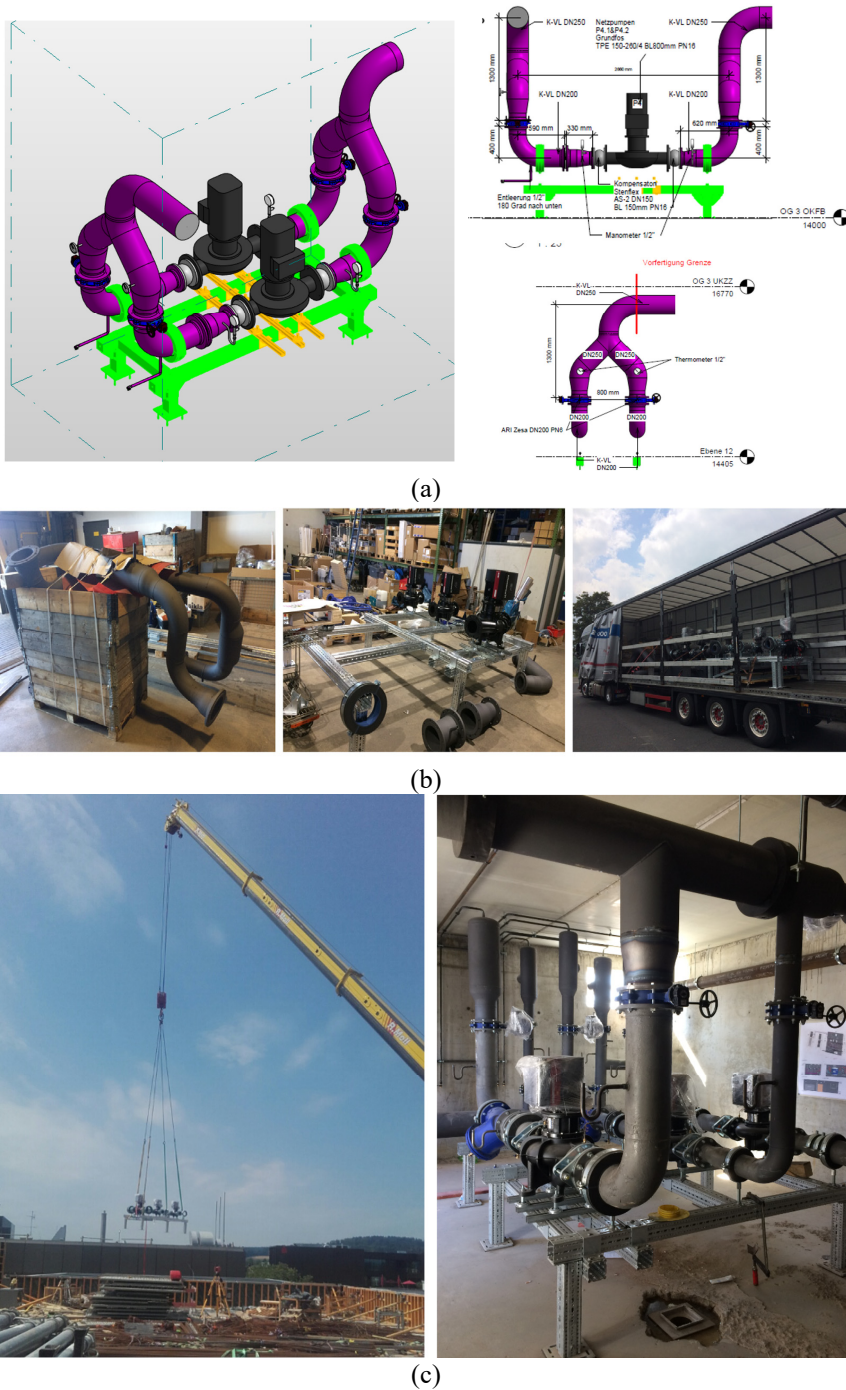 K-VL DN250
Netzpumpen
P4.1&P4.2
Grundfos
TPE 150-260/4 BL800mm PN16
K-VL DN250
1300 mm
1300 mm
K-VL DN200
P4
K-VL DN200
590 mm
330 mm
620 mm
400 mm
400 mm
Entleerung 1/2"
180 Grad nach unten
Kompensator
Stenflex
AS-2 DN150
BL 150mm PN16
Manometer 1/2"
OG 3 OKFB
14000
Vorfertigung Grenze
K-VL
DN250
OG 3 UKZZ
16770
1300 mm
DN250
DN250
Thermometer 1/2"
800 mm
DN200
DN200
ARI Zesa DN200 PN6
K-VL
DN200
Ebene 12
14405
(a)
(b)
(c)